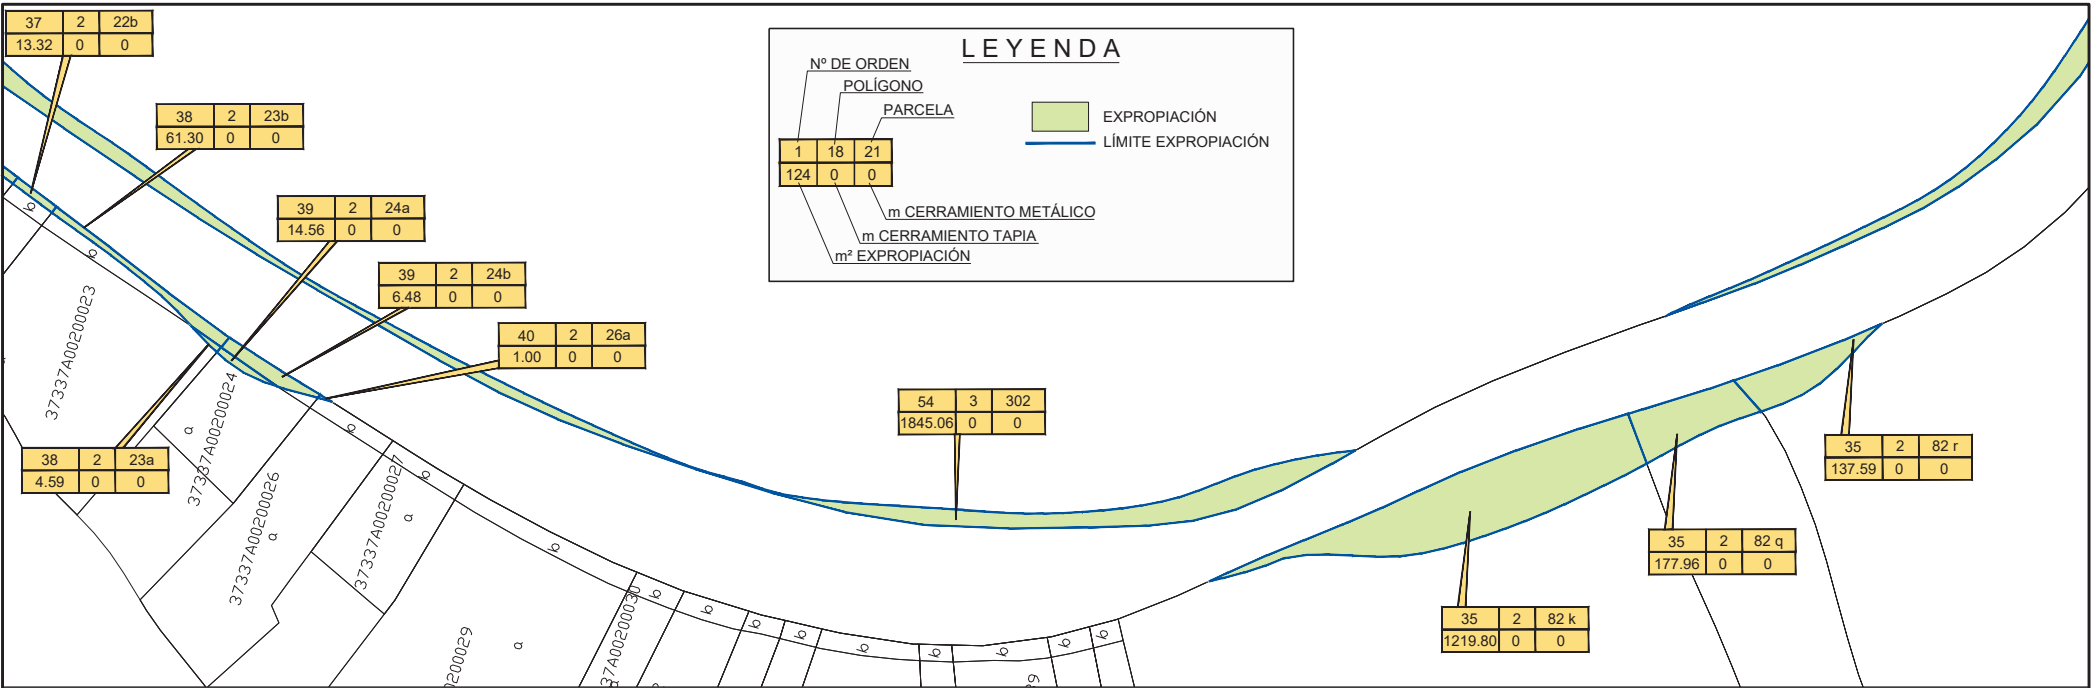 37 2 22b
13.32 0 0
38 2 23b
61.30 0 0
39 2 24a
14.56 0 0
39 2 24b
6.48 0 0
40 2 26a
1.00 0 0
38 2 23a
4.59 0 0
LEYENDA
Nº DE ORDEN
POLÍGONO
PARCELA
1 18 21
124 0 0
m CERRAMIENTO METÁLICO
m CERRAMIENTO TAPIA
m² EXPROPIACIÓN
EXPROPIACIÓN
LÍMITE EXPROPIACIÓN
54 3 302
1845.06 0 0
35 2 82 r
137.59 0 0
35 2 82 q
177.96 0 0
35 2 82 k
1219.80 0 0
37337A00200023
37337A00200024
a
37337A00200026
a
37337A00200027
a
0200029
a
37A00200030
a
b
b
b
b
b
b
b
b
b
b
b
b
b
b